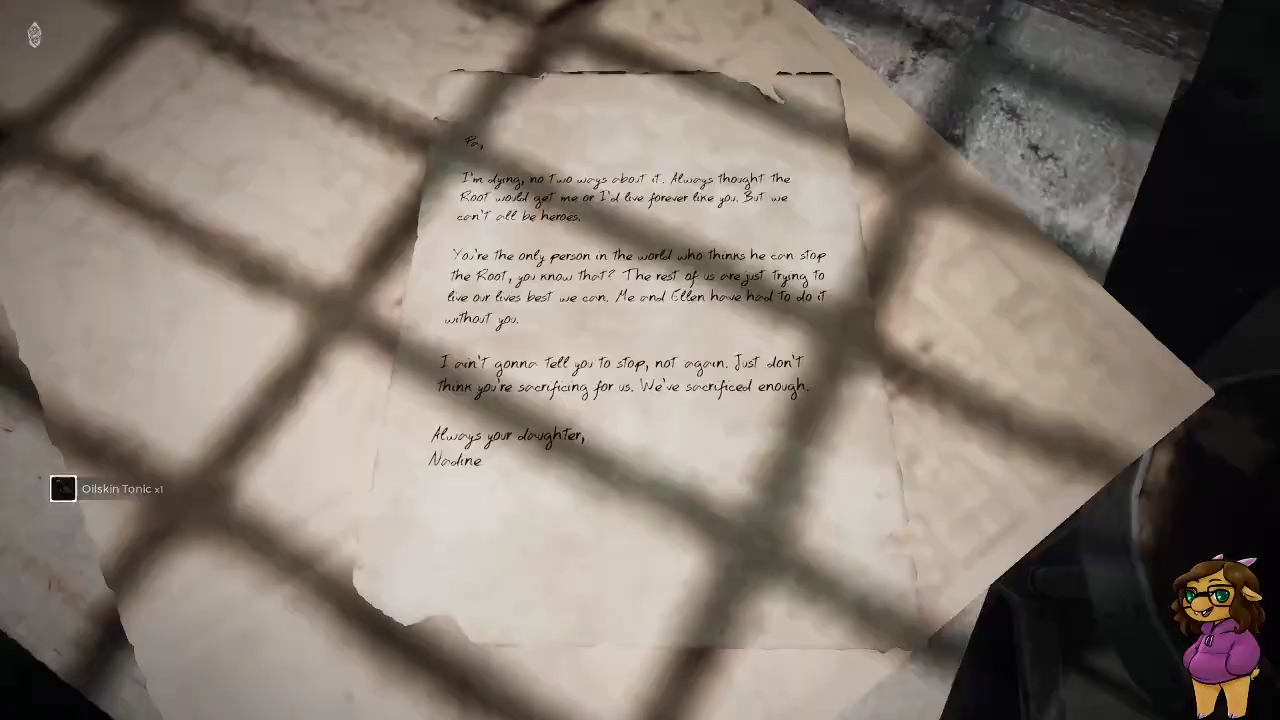 Pa,
I'm dying, no two ways about it. Always thought the
Root would get me or I'd live forever like you. But we
can't all be heroes.
You're the only person in the world who thinks he can stop
the Root, you know that? The rest of us are just trying to
live our lives best we can. Me and Ellen have had to do it
without you.
I ain't gonna tell you to stop, not again. Just don't
think you're sacrificing for us. We've sacrificed enough.
Always your daughter,
Nadine
Oilskin Tonic x1